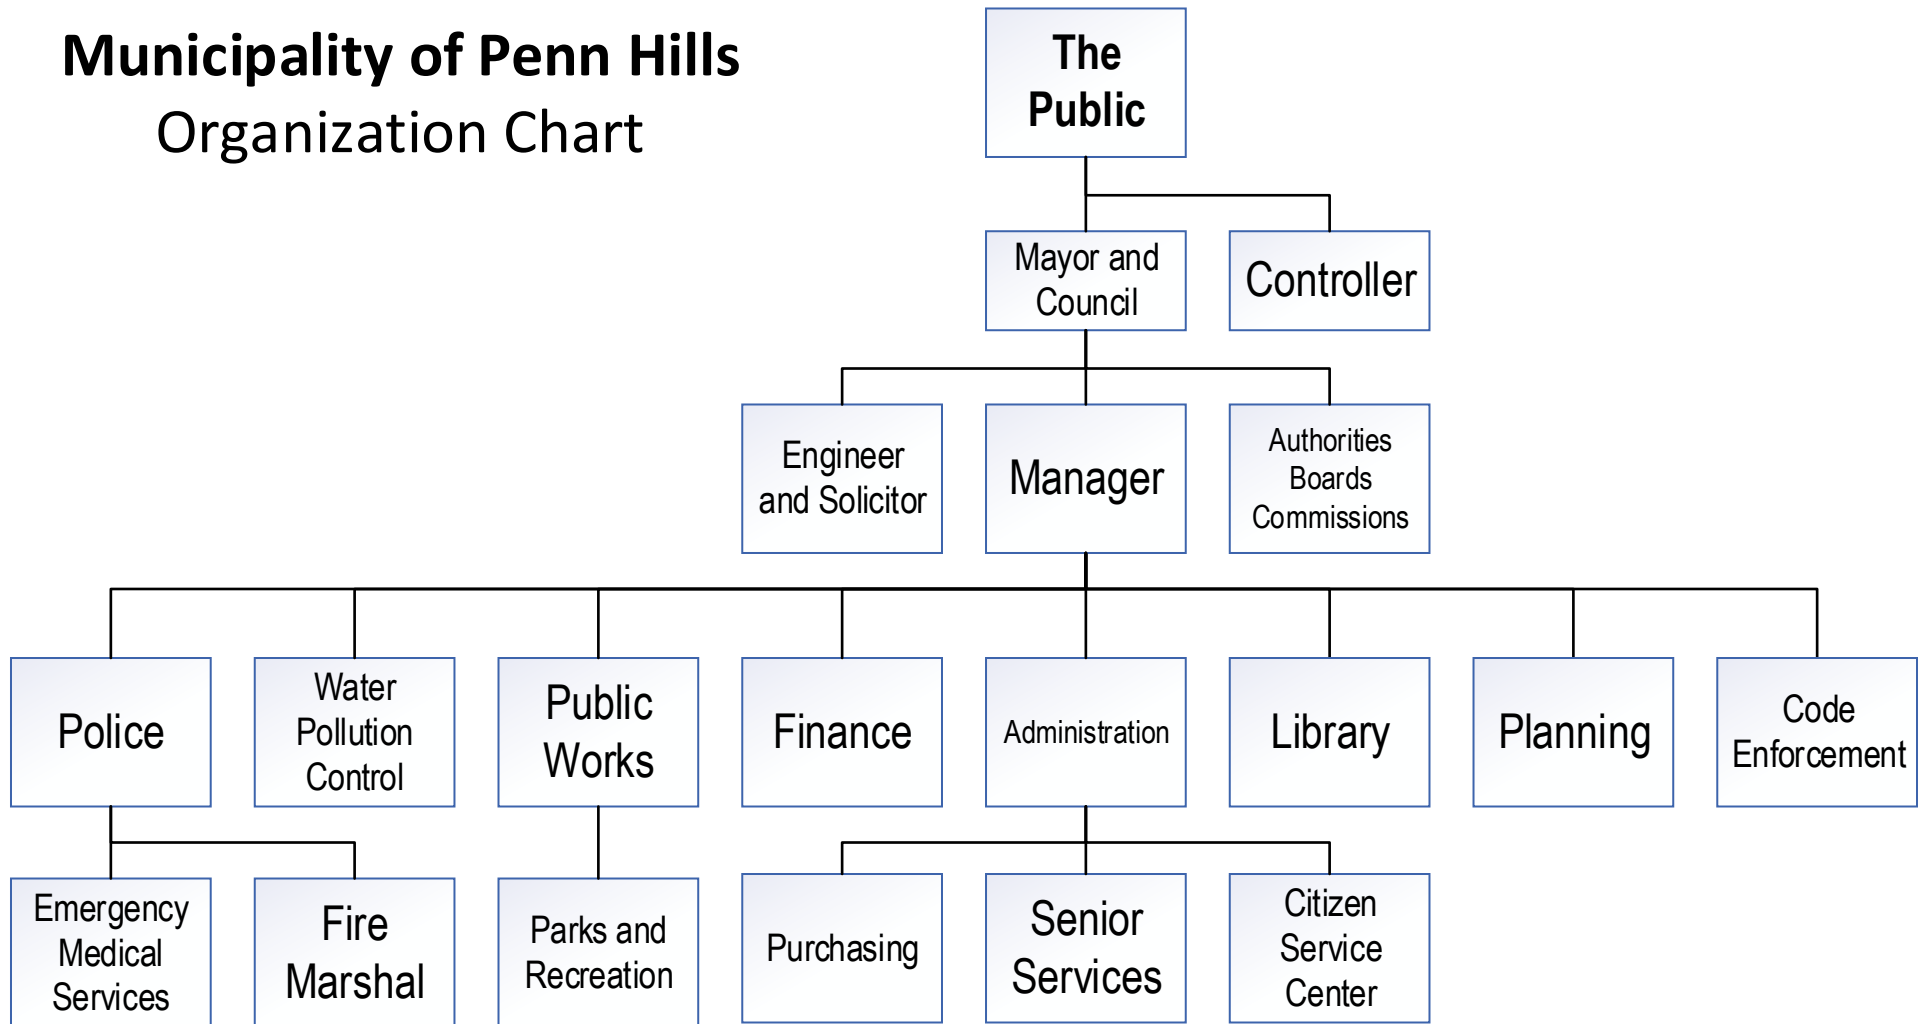 Municipality of Penn Hills
Organization Chart
The
Public
Mayor and
Council
Controller
Engineer
and Solicitor
Manager
Authorities
Boards
Commissions
Police
Water
Pollution
Control
Public
Works
Finance
Administration
Library
Planning
Code
Enforcement
Emergency
Medical
Services
Fire
Marshal
Parks and
Recreation
Purchasing
Senior
Services
Citizen
Service
Center